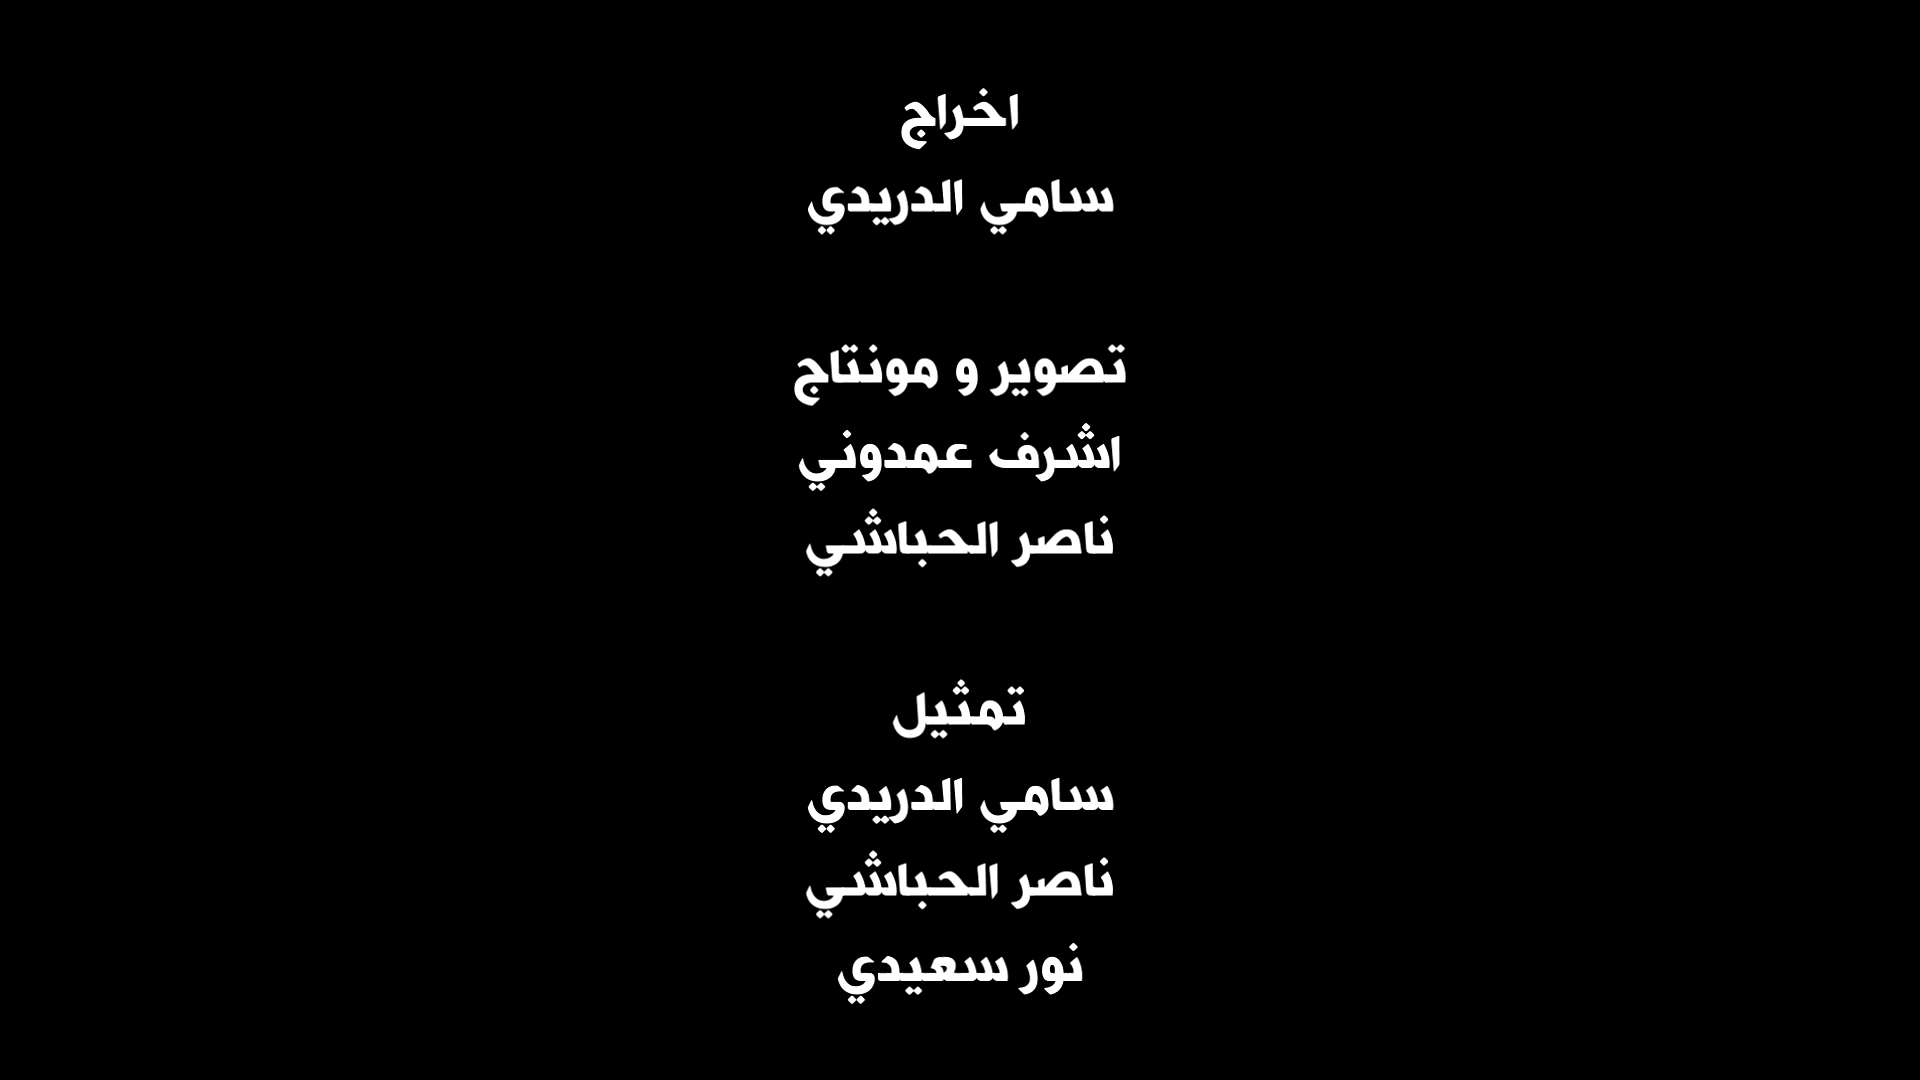 اخراج
سامي الدريدي
تصوير و مونتاج
اشرف عمدوني
ناصر الحباشي
تمثيل
سامي الدريدي
ناصر الحباشي
نور سعيدي